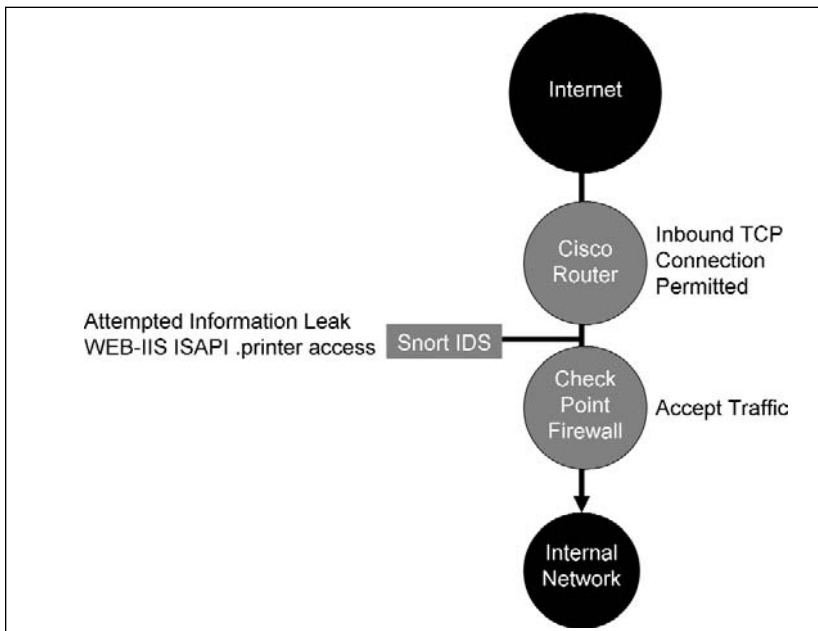 Internet
Cisco
Router
Inbound TCP
Connection
Permitted
Attempted Information Leak
WEB-IIS ISAPI .printer access
Snort IDS
Check
Point
Firewall
Accept Traffic
Internal
Network